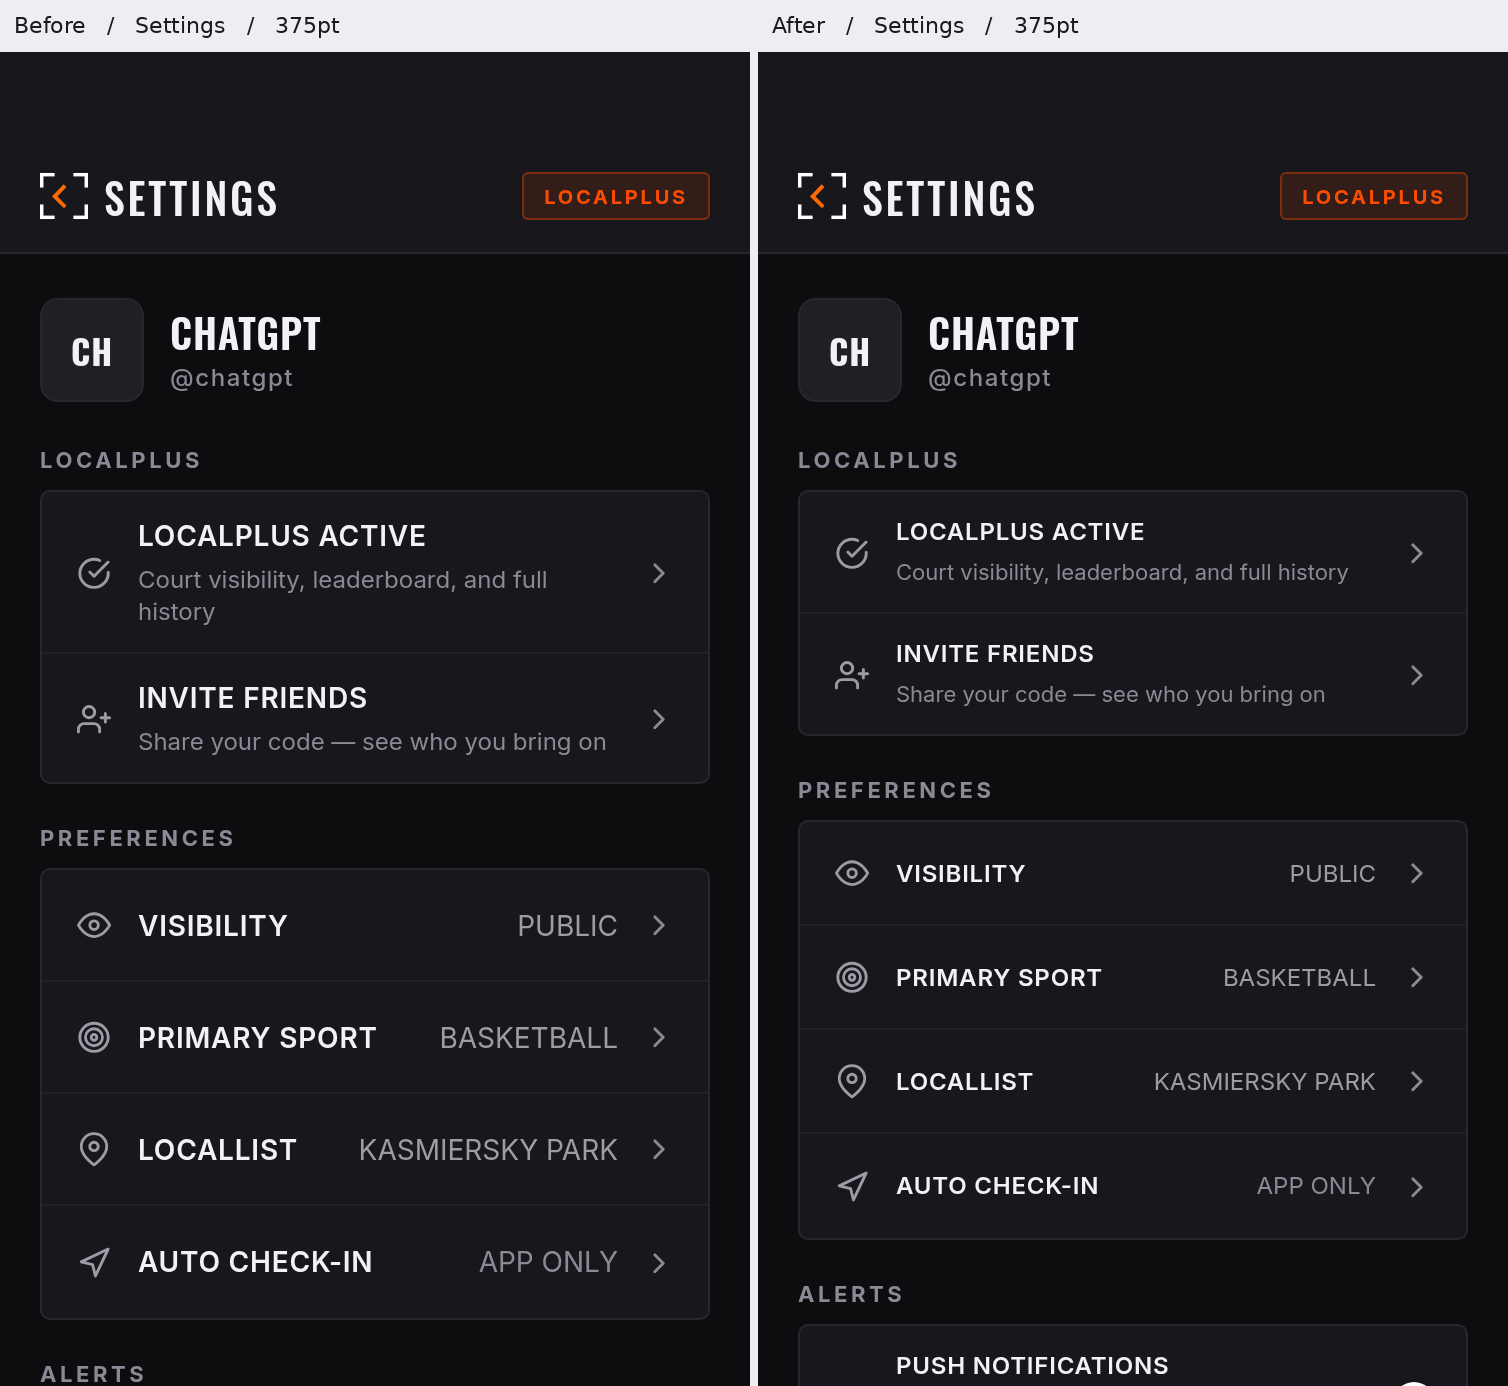 Before / Settings / 375pt
SETTINGS
LOCALPLUS
CH
CHATGPT
@chatgpt
LOCALPLUS
LOCALPLUS ACTIVE
Court visibility, leaderboard, and full
history
INVITE FRIENDS
Share your code — see who you bring on
PREFERENCES
VISIBILITY PUBLIC
PRIMARY SPORT BASKETBALL
LOCALLIST KASMIERSKY PARK
AUTO CHECK-IN APP ONLY
ALERTS
After / Settings / 375pt
SETTINGS
LOCALPLUS
CH
CHATGPT
@chatgpt
LOCALPLUS
LOCALPLUS ACTIVE
Court visibility, leaderboard, and full history
INVITE FRIENDS
Share your code — see who you bring on
PREFERENCES
VISIBILITY PUBLIC
PRIMARY SPORT BASKETBALL
LOCALLIST KASMIERSKY PARK
AUTO CHECK-IN APP ONLY
ALERTS
PUSH NOTIFICATIONS